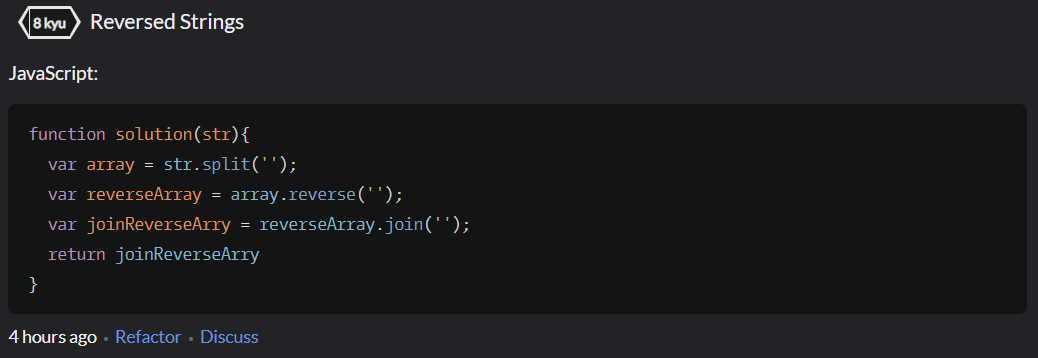 8 kyu Reversed Strings
JavaScript:
function solution(str){
  var array = str.split('');
  var reverseArray = array.reverse('');
  var joinReverseArry = reverseArray.join('');
  return joinReverseArry
}
4 hours ago • Refactor • Discuss